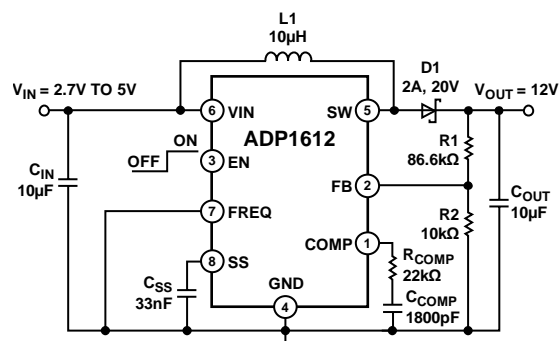 L1
10µH
D1
2A, 20V
VIN = 2.7V TO 5V
VOUT = 12V
6
VIN
SW
5
ADP1612
R1
86.6kΩ
ON
OFF
3
EN
CIN
10µF
FB
2
COUT
10µF
7
FREQ
R2
10kΩ
COMP
1
8
SS
RCOMP
22kΩ
CSS
33nF
GND
4
CCOMP
1800pF